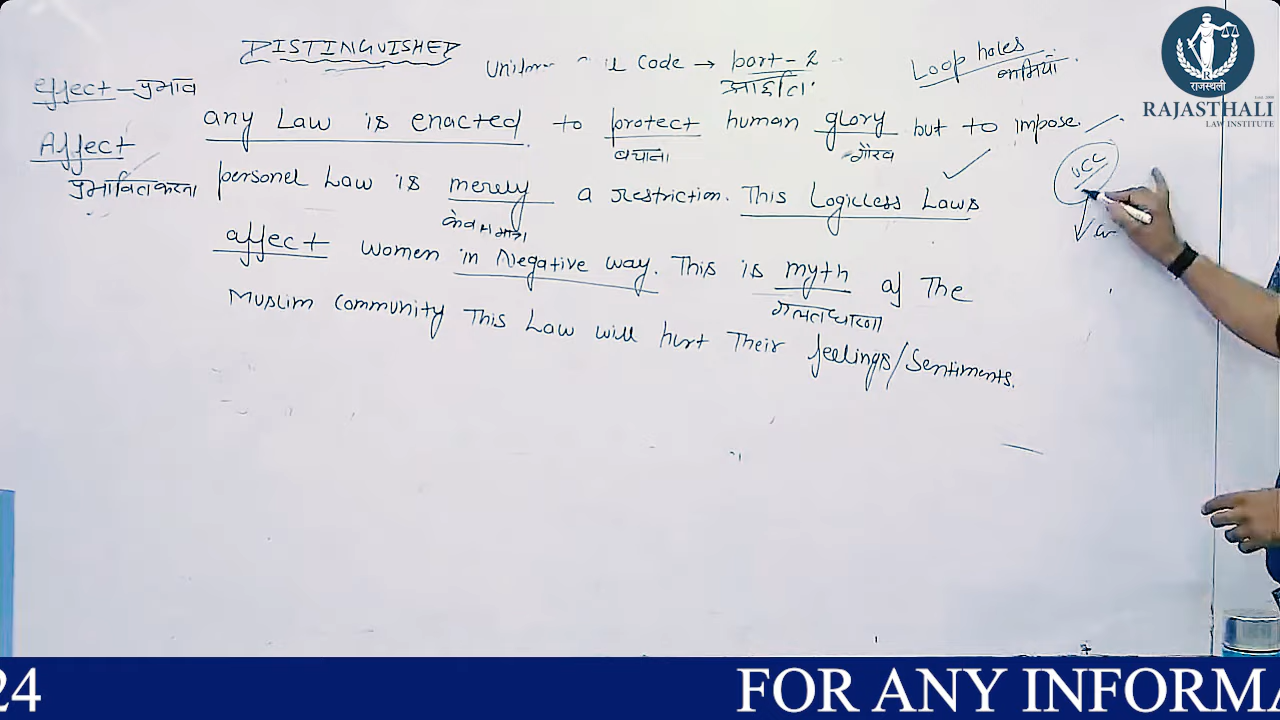 DISTINGUISHED
Uniform Code → part-2
Loop holes
effect - प्रभाव
any Law is enacted to protect human glory but to impose
बचाना गौरव
Affect
प्रभावित करना
personel Law is merely a restriction. This Logicless Laws
केवल मात्र
affect women in Negative way. This is myth of The
गलतधारणा
Muslim Community This Law will hurt Their feelings/Sentiments.
UCC
राजस्थली
RAJASTHALI
LAW INSTITUTE
24 FOR ANY INFORMA